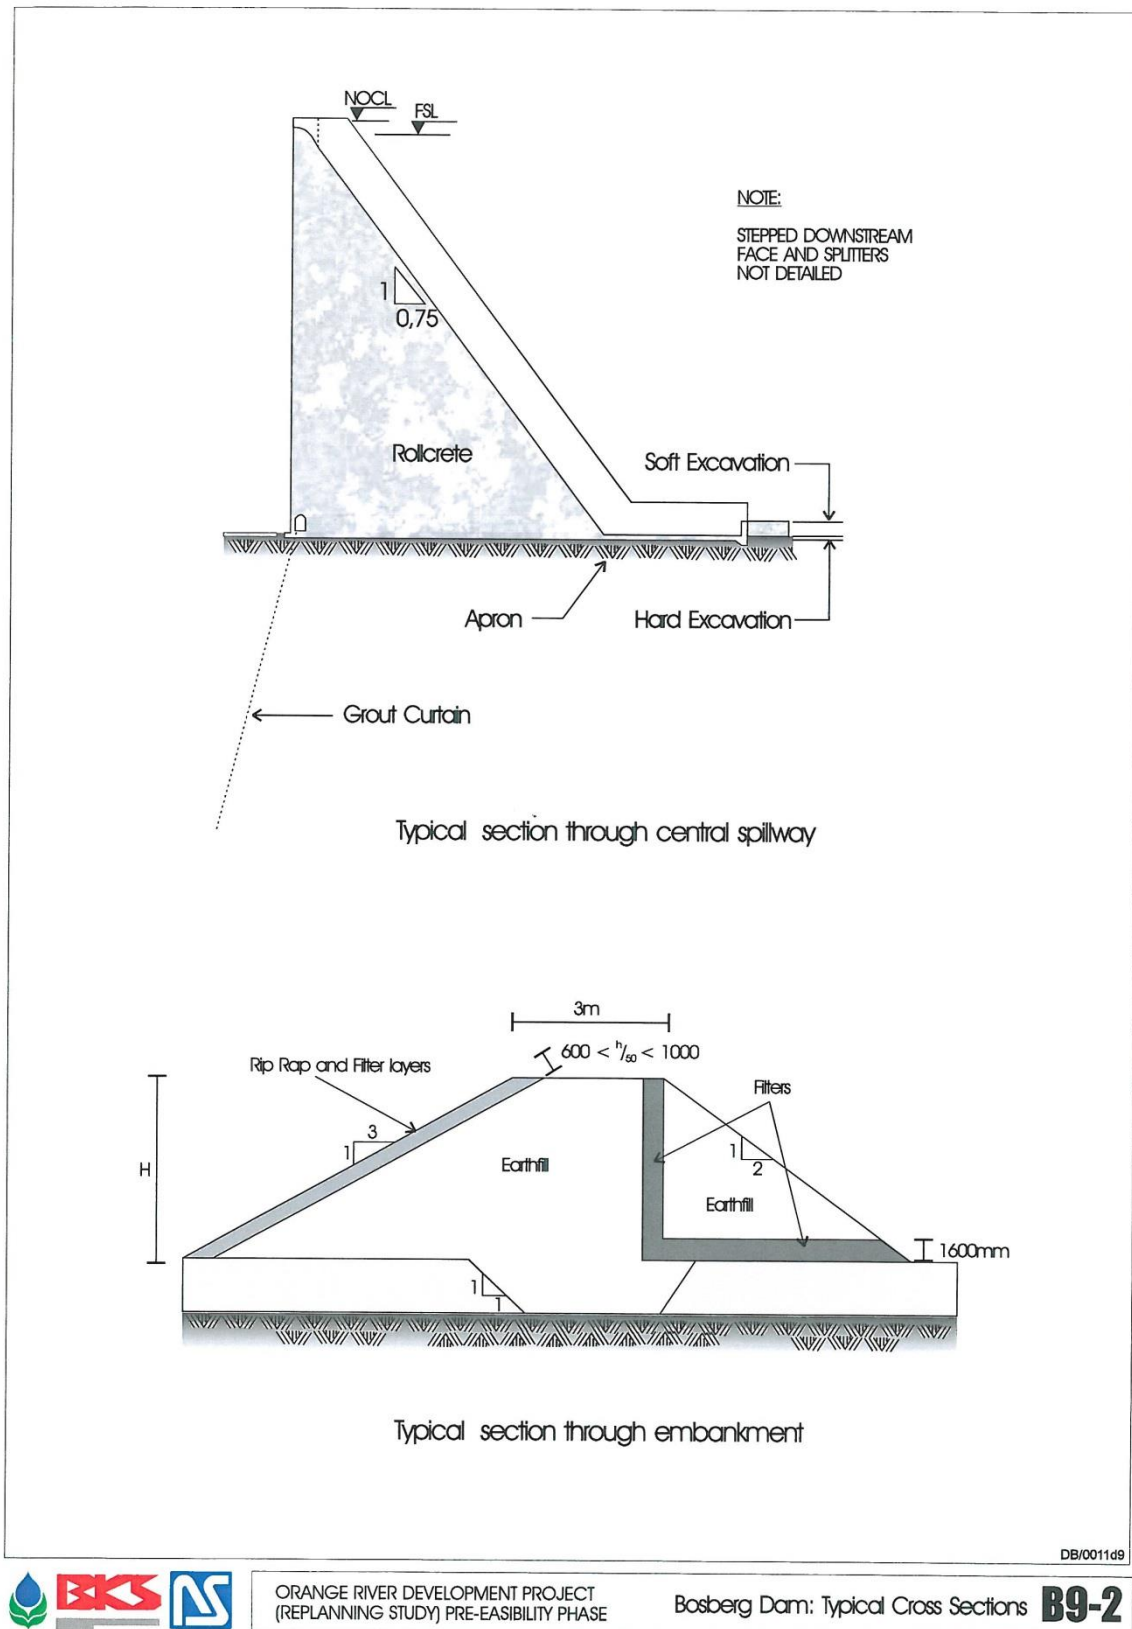 NOCL
FSL
NOTE:
STEPPED DOWNSTREAM
FACE AND SPLITTERS
NOT DETAILED
1
0,75
Rollcrete
Soft Excavation
Apron
Hard Excavation
Grout Curtain
Typical section through central spillway
3m
600 < h/50 < 1000
Rip Rap and Filter layers
Filters
3
1
1
2
H
Earthfill
Earthfill
1600mm
1
1
Typical section through embankment
DB/0011d9
BKS
ORANGE RIVER DEVELOPMENT PROJECT
(REPLANNING STUDY) PRE-EASIBILITY PHASE
Bosberg Dam: Typical Cross Sections B9-2